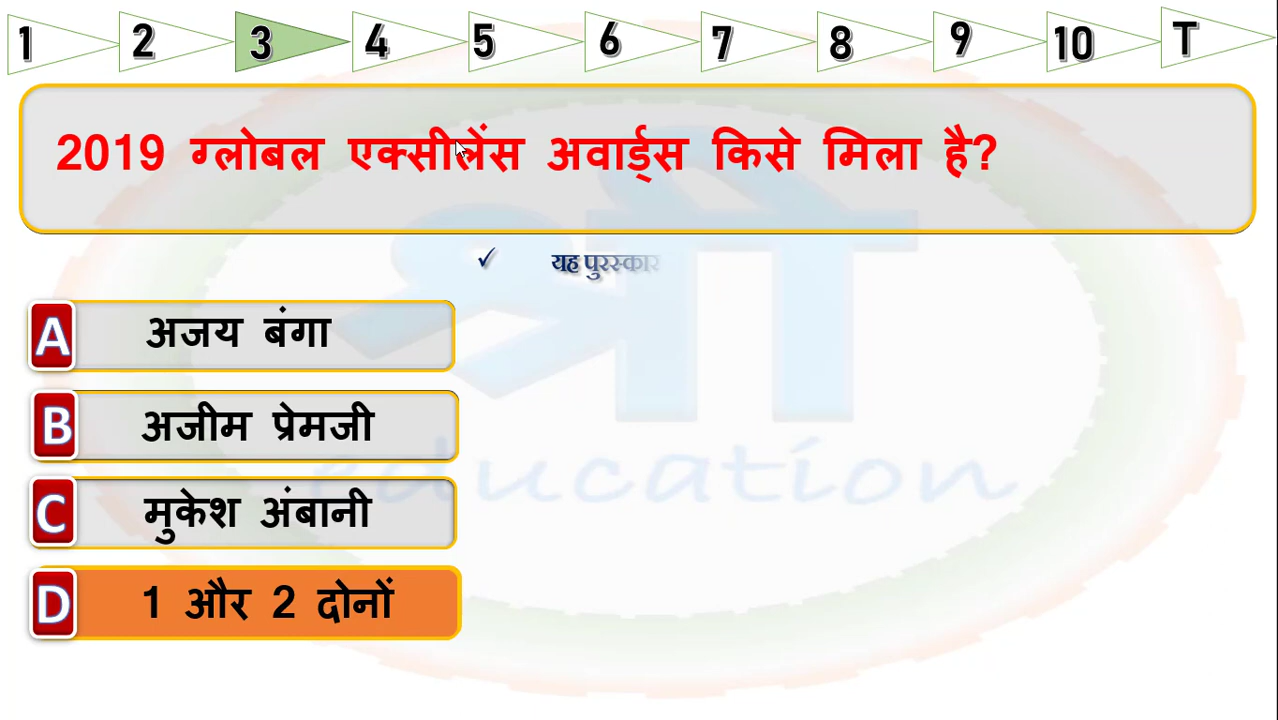 1 2 3 4 5 6 7 8 9 10 T
2019 ग्लोबल एक्सीलेंस अवार्ड्स किसे मिला है?
✓ यह पुरस्कार
A अजय बंगा
B अजीम प्रेमजी
C मुकेश अंबानी
D 1 और 2 दोनों
श्री
education